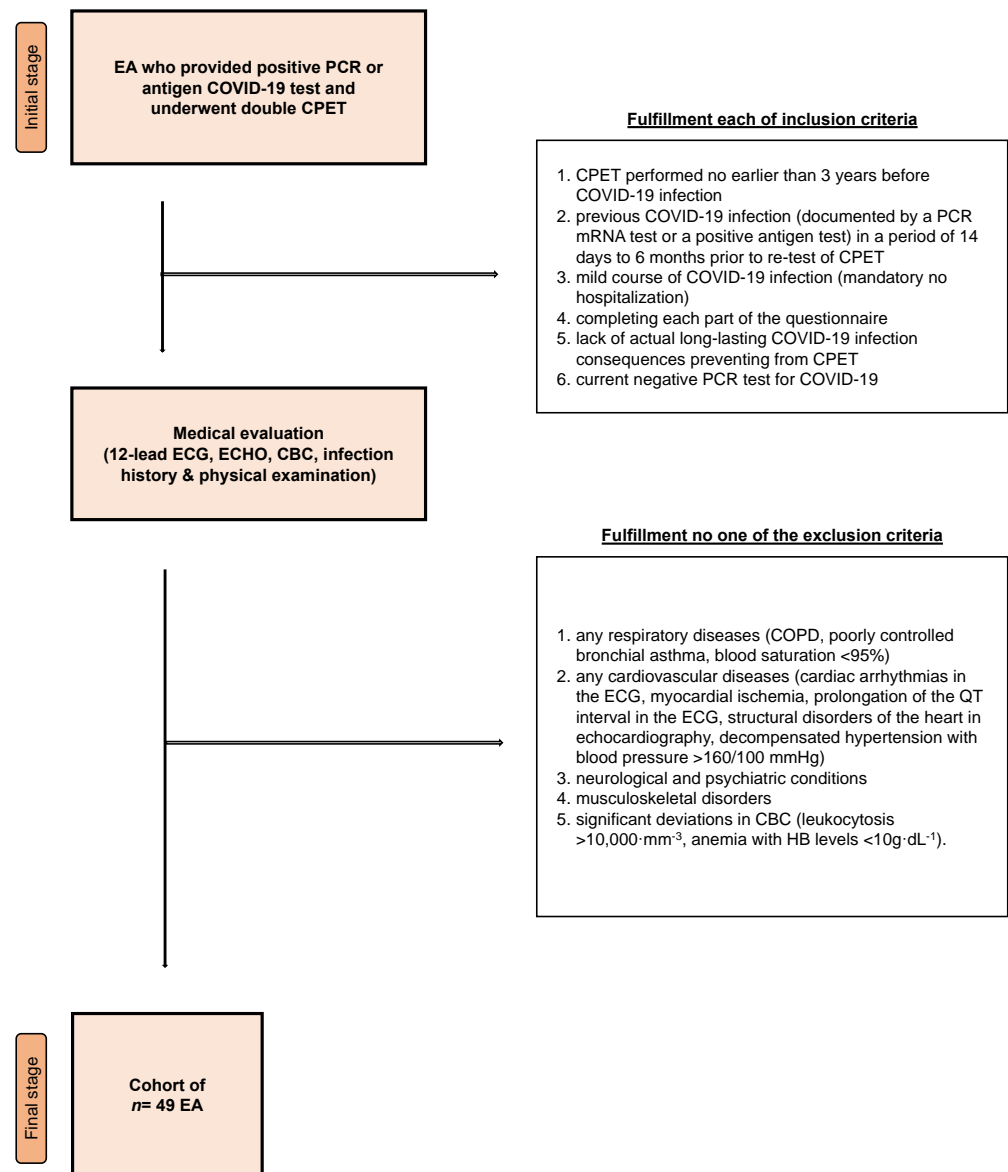 Initial stage
EA who provided positive PCR or
antigen COVID-19 test and
underwent double CPET
Fulfillment each of inclusion criteria
1. CPET performed no earlier than 3 years before
COVID-19 infection
2. previous COVID-19 infection (documented by a PCR
mRNA test or a positive antigen test) in a period of 14
days to 6 months prior to re-test of CPET
3. mild course of COVID-19 infection (mandatory no
hospitalization)
4. completing each part of the questionnaire
5. lack of actual long-lasting COVID-19 infection
consequences preventing from CPET
6. current negative PCR test for COVID-19
Medical evaluation
(12-lead ECG, ECHO, CBC, infection
history & physical examination)
Fulfillment no one of the exclusion criteria
1. any respiratory diseases (COPD, poorly controlled
bronchial asthma, blood saturation <95%)
2. any cardiovascular diseases (cardiac arrhythmias in
the ECG, myocardial ischemia, prolongation of the QT
interval in the ECG, structural disorders of the heart in
echocardiography, decompensated hypertension with
blood pressure >160/100 mmHg)
3. neurological and psychiatric conditions
4. musculoskeletal disorders
5. significant deviations in CBC (leukocytosis
>10,000·mm⁻³, anemia with HB levels <10g·dL⁻¹).
Final stage
Cohort of
n= 49 EA